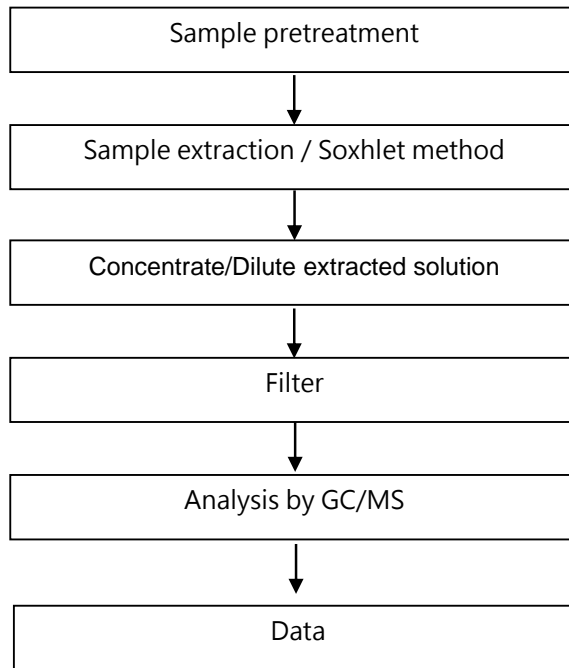 Sample pretreatment
Sample extraction / Soxhlet method
Concentrate/Dilute extracted solution
Filter
Analysis by GC/MS
Data